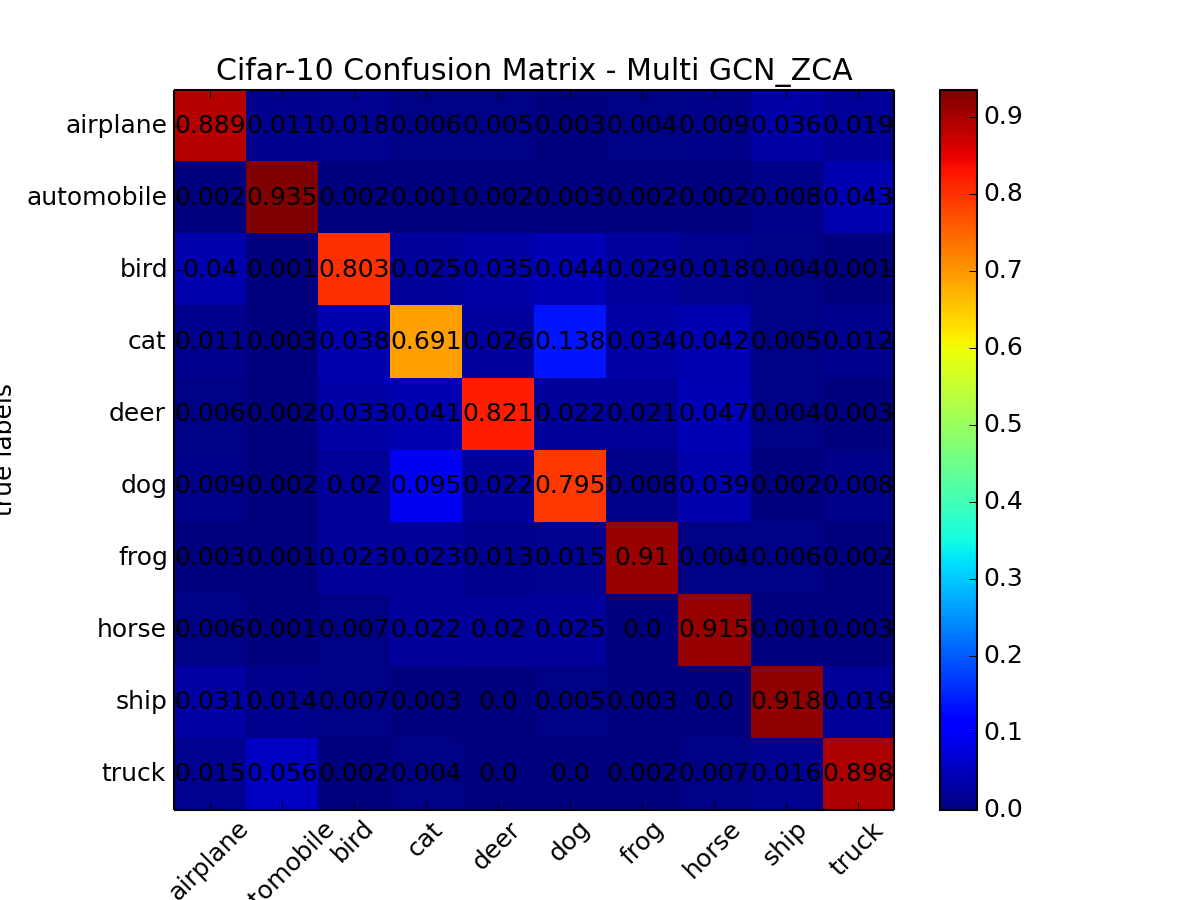 Cifar-10 Confusion Matrix - Multi GCN_ZCA
airplane 0.889 0.011 0.018 0.006 0.005 0.003 0.004 0.009 0.036 0.019
automobile 0.002 0.935 0.002 0.001 0.002 0.003 0.002 0.002 0.008 0.043
bird 0.04 0.001 0.803 0.025 0.035 0.044 0.029 0.018 0.004 0.001
cat 0.011 0.003 0.038 0.691 0.026 0.138 0.034 0.042 0.005 0.012
deer 0.006 0.002 0.033 0.041 0.821 0.022 0.021 0.047 0.004 0.003
dog 0.009 0.002 0.02 0.095 0.022 0.795 0.008 0.039 0.002 0.008
frog 0.003 0.001 0.023 0.023 0.013 0.015 0.91 0.004 0.006 0.002
horse 0.006 0.001 0.007 0.022 0.02 0.025 0.0 0.915 0.001 0.003
ship 0.031 0.014 0.007 0.003 0.0 0.005 0.003 0.0 0.918 0.019
truck 0.015 0.056 0.002 0.004 0.0 0.0 0.002 0.007 0.016 0.898
airplane tomobile bird cat deer dog frog horse ship truck
true labels
0.9
0.8
0.7
0.6
0.5
0.4
0.3
0.2
0.1
0.0